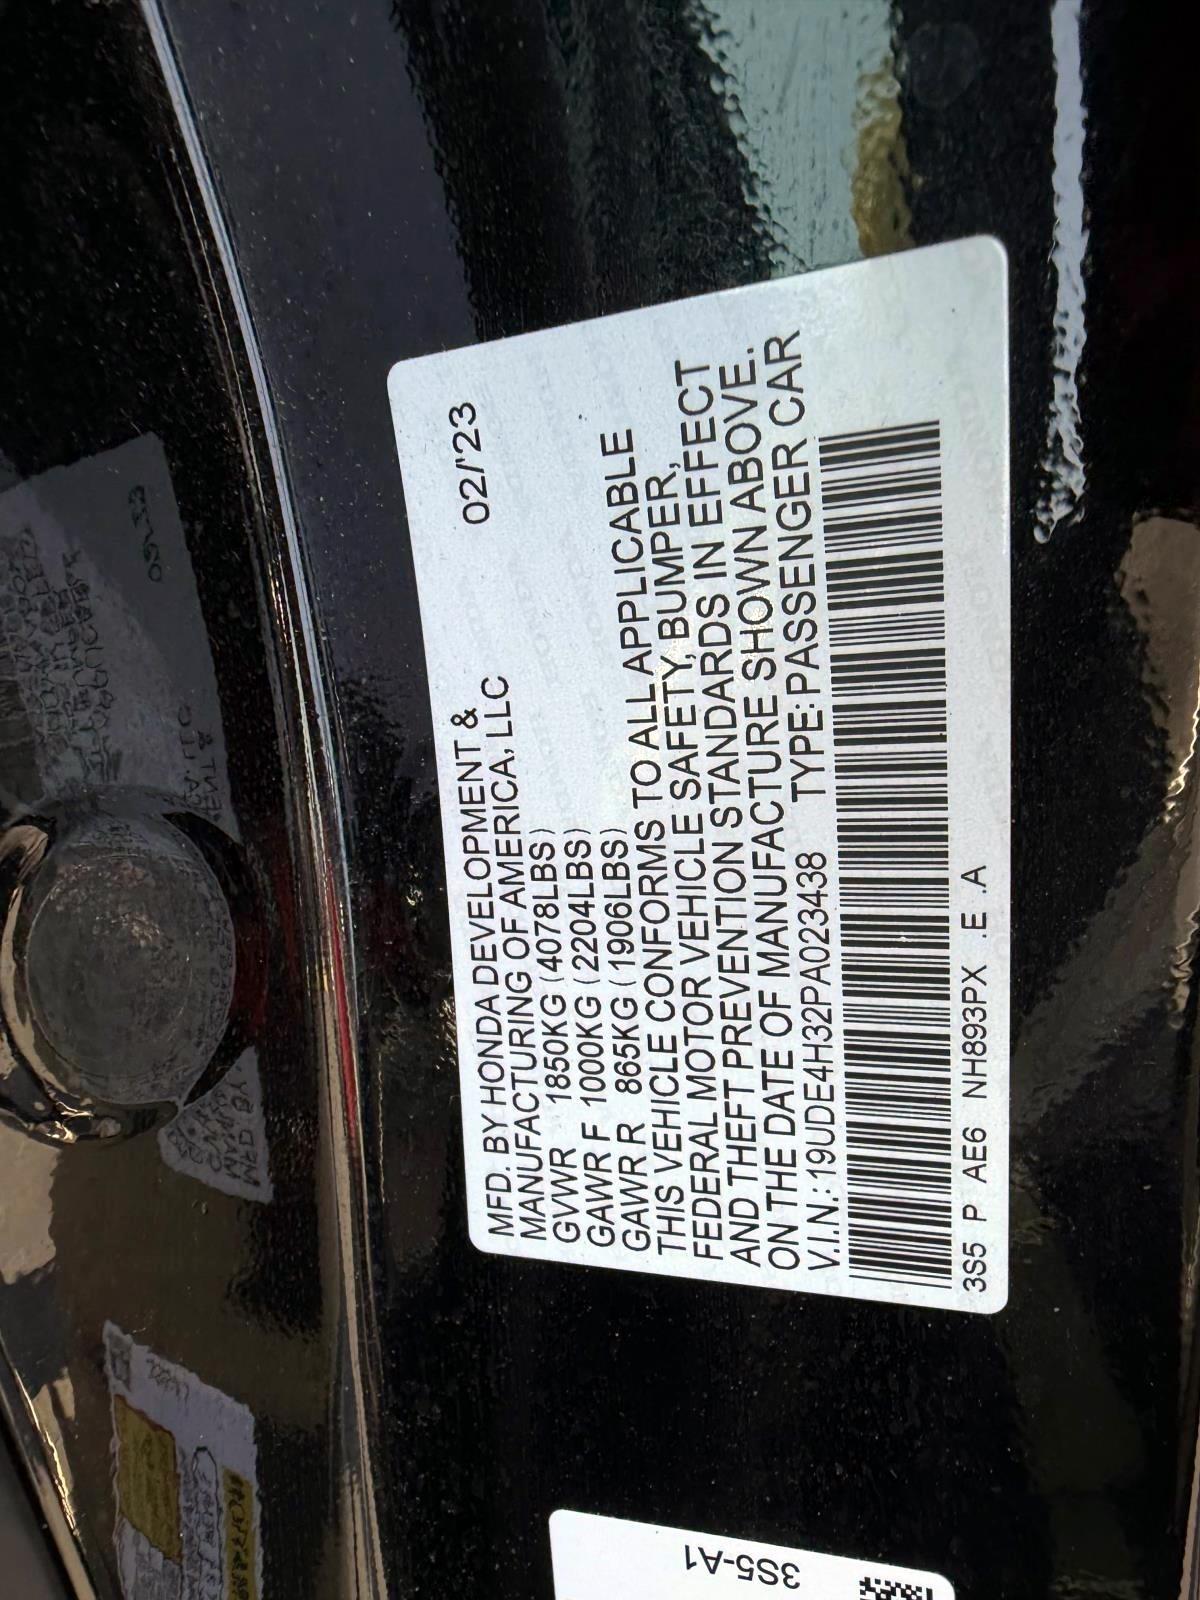 MFD. BY HONDA DEVELOPMENT &
MANUFACTURING OF AMERICA, LLC 02/'23
GVWR 1850KG (4078LBS)
GAWR F 1000KG (2204LBS)
GAWR R 865KG (1906LBS)
THIS VEHICLE CONFORMS TO ALL APPLICABLE
FEDERAL MOTOR VEHICLE SAFETY, BUMPER,
AND THEFT PREVENTION STANDARDS IN EFFECT
ON THE DATE OF MANUFACTURE SHOWN ABOVE.
V.I.N.: 19UDE4H32PA023438 TYPE: PASSENGER CAR
3S5 P AE6 NH893PX .E .A
3S5-A1